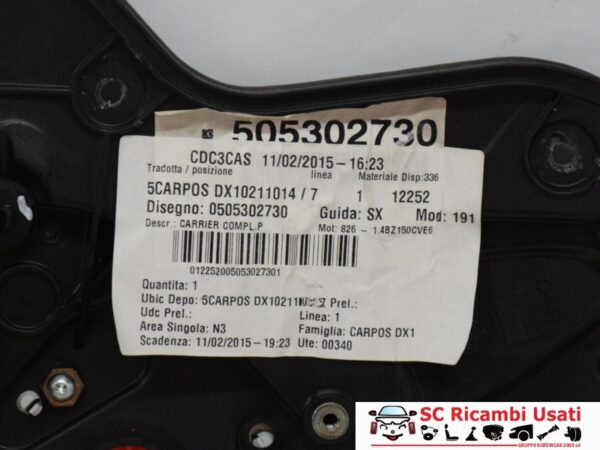 505302730
CDC3CAS 11/02/2015-16:23
Tradotta / posizione linea Materiale Disp:336
5CARPOS DX10211014 / 7 1 12252
Disegno: 0505302730 Guida: SX Mod: 191
Descr.: CARRIER COMPL.P Mot: 826 - 1.4BZ150CVE6
012252005053027301
Quantita: 1
Ubic Depo: 5CARPOS DX10211 Prel.:
Udc Prel.: Linea: 1
Area Singola: N3 Famiglia: CARPOS DX1
Scadenza: 11/02/2015-19:23 Ute: 00340
SC Ricambi Usati